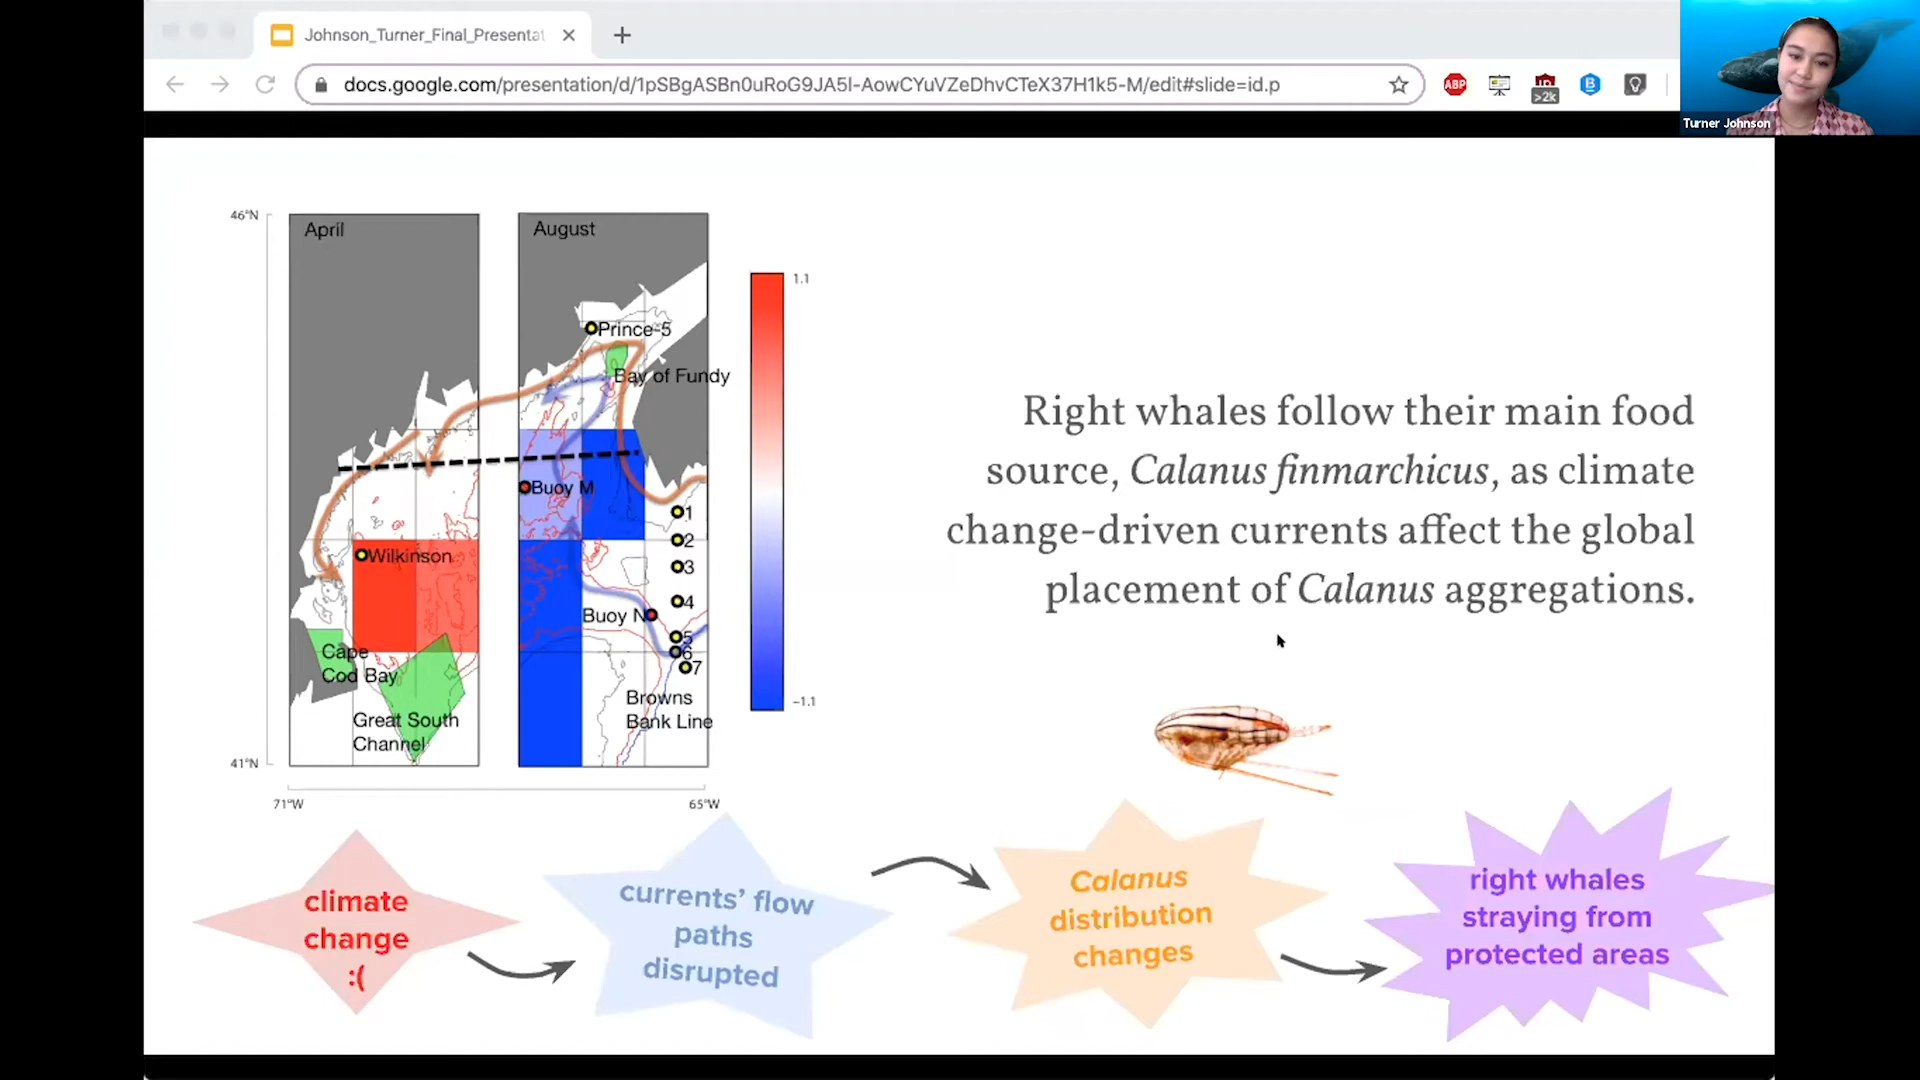 Johnson_Turner_Final_Presentat
docs.google.com/presentation/d/1pSBgASBn0uRoG9JA5l-AowCYuVZeDhvCTeX37H1k5-M/edit#slide=id.p
ABP
>2k
B
Turner Johnson
46°N
April
August
1.1
Prince-5
Bay of Fundy
Buoy M
1
2
Wilkinson
3
4
Buoy N
5
6
7
Cape
Cod Bay
Browns
Bank Line
Great South
Channel
-1.1
41°N
71°W
65°W
Right whales follow their main food
source, Calanus finmarchicus, as climate
change-driven currents affect the global
placement of Calanus aggregations.
climate
change
:(
currents' flow
paths
disrupted
Calanus
distribution
changes
right whales
straying from
protected areas